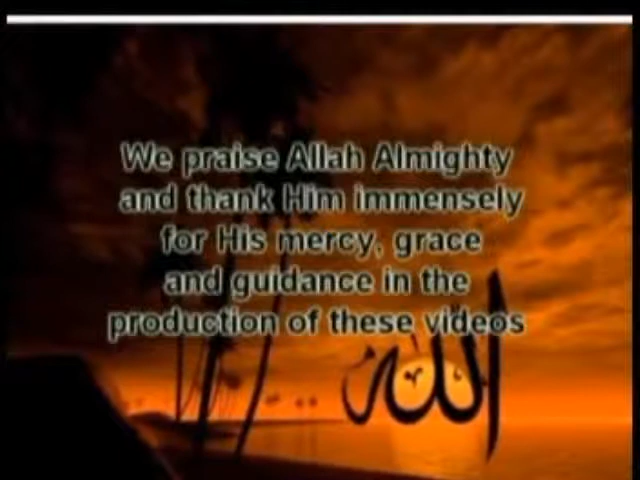 We praise Allah Almighty
and thank Him immensely
for His mercy, grace
and guidance in the
production of these videos
الله